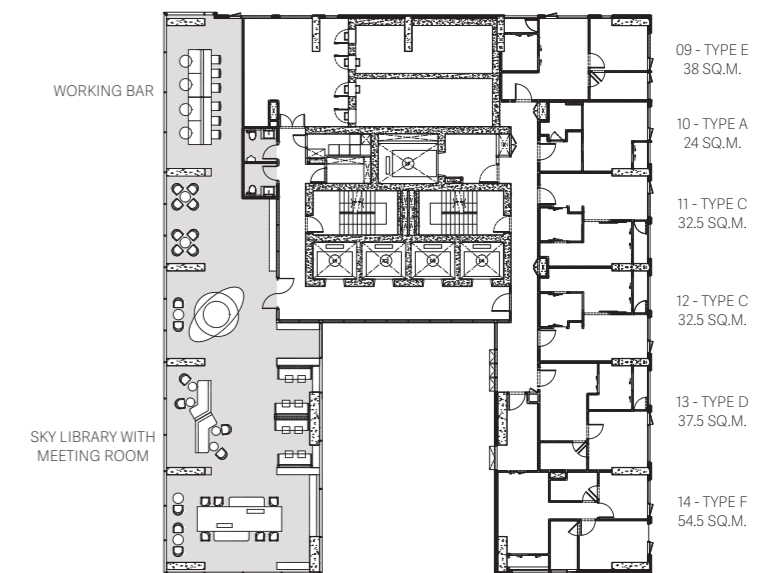 09 - TYPE E
38 SQ.M.
WORKING BAR
10 - TYPE A
24 SQ.M.
11 - TYPE C
32.5 SQ.M.
12 - TYPE C
32.5 SQ.M.
13 - TYPE D
37.5 SQ.M.
SKY LIBRARY WITH
MEETING ROOM
14 - TYPE F
54.5 SQ.M.